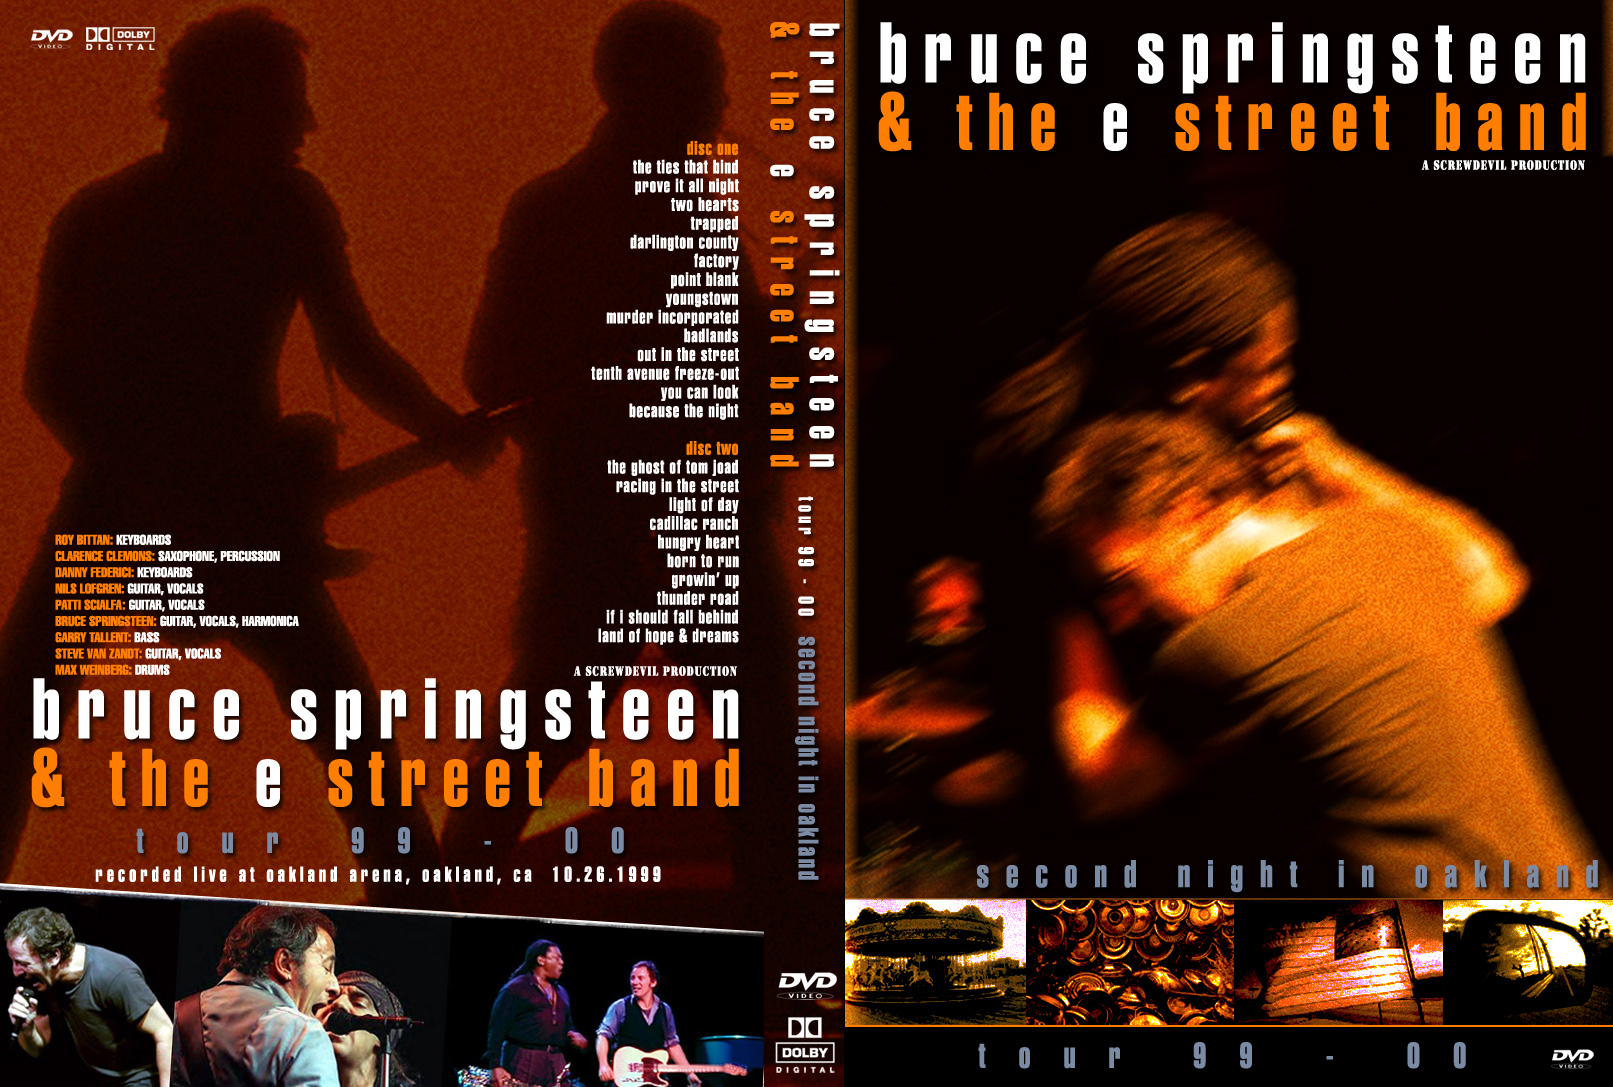 DVD
VIDEO
DOLBY
DIGITAL
disc one
the ties that bind
prove it all night
two hearts
trapped
darlington county
factory
point blank
youngstown
murder incorporated
badlands
out in the street
tenth avenue freeze-out
you can look
because the night
disc two
the ghost of tom joad
racing in the street
light of day
cadillac ranch
hungry heart
born to run
growin' up
thunder road
if i should fall behind
land of hope & dreams
A SCREWDEVIL PRODUCTION
ROY BITTAN: KEYBOARDS
CLARENCE CLEMONS: SAXOPHONE, PERCUSSION
DANNY FEDERICI: KEYBOARDS
NILS LOFGREN: GUITAR, VOCALS
PATTI SCIALFA: GUITAR, VOCALS
BRUCE SPRINGSTEEN: GUITAR, VOCALS, HARMONICA
GARRY TALLENT: BASS
STEVE VAN ZANDT: GUITAR, VOCALS
MAX WEINBERG: DRUMS
bruce springsteen
& the e street band
tour 99 - 00
recorded live at oakland arena, oakland, ca 10.26.1999
bruce springsteen
& the e street band
tour 99 - 00 second night in oakland
DVD
VIDEO
DOLBY
DIGITAL
bruce springsteen
& the e street band
A SCREWDEVIL PRODUCTION
second night in oakland
tour 99 - 00
DVD
VIDEO